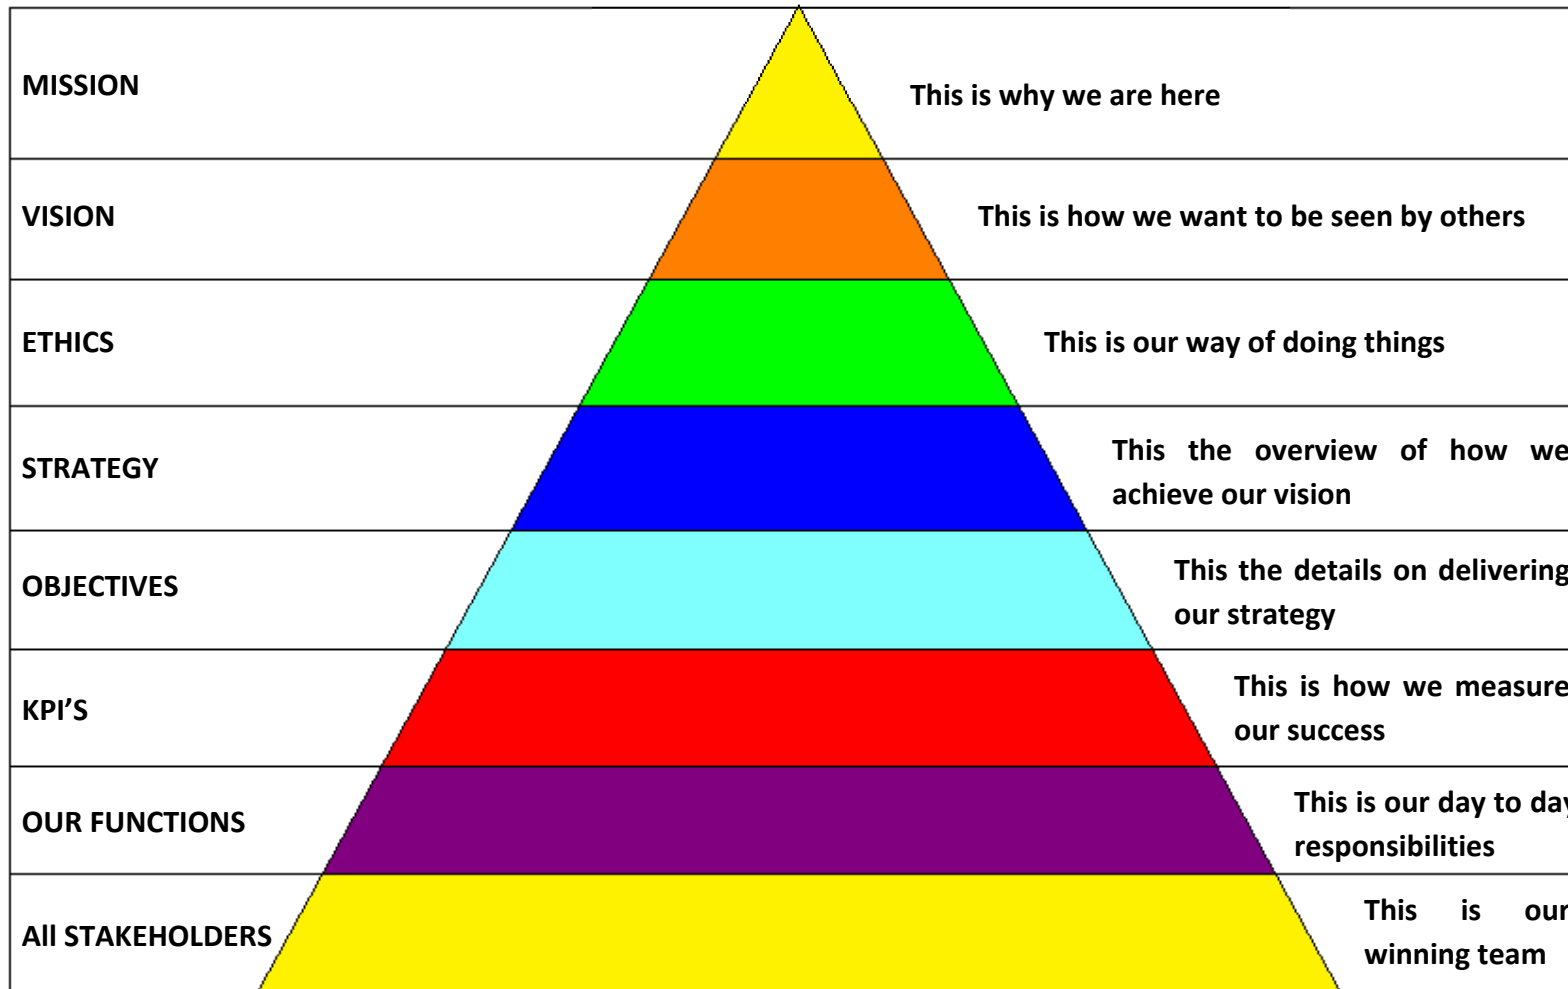 MISSION
This is why we are here
VISION
This is how we want to be seen by others
ETHICS
This is our way of doing things
STRATEGY
This the overview of how we
achieve our vision
OBJECTIVES
This the details on delivering
our strategy
KPI’S
This is how we measure
our success
OUR FUNCTIONS
This is our day to day
responsibilities
All STAKEHOLDERS
This is our
winning team